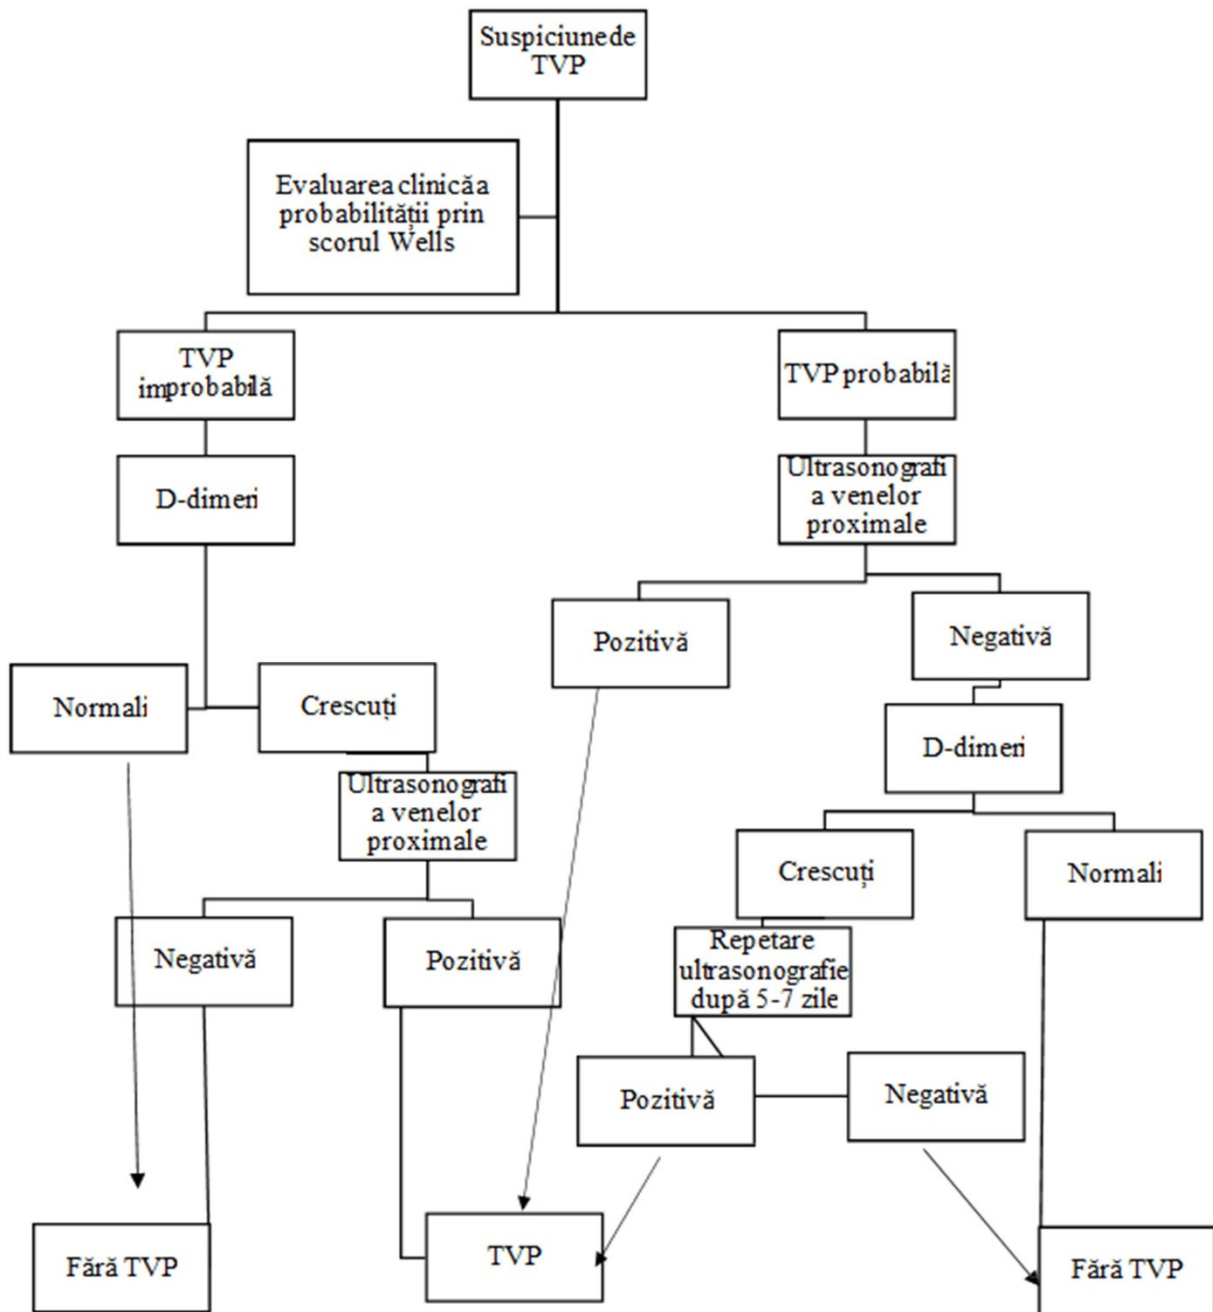 Suspiciune de
TVP
Evaluarea clinică a
probabilității prin
scorul Wells
TVP
improbabilă
TVP probabilă
D-dimeri
Ultrasonografi
a venelor
proximale
Pozitivă
Negativă
Normali
Crescuți
D-dimeri
Ultrasonografi
a venelor
proximale
Crescuți
Normali
Negativă
Pozitivă
Repetare
ultrasonografie
după 5-7 zile
Pozitivă
Negativă
Fără TVP
TVP
Fără TVP